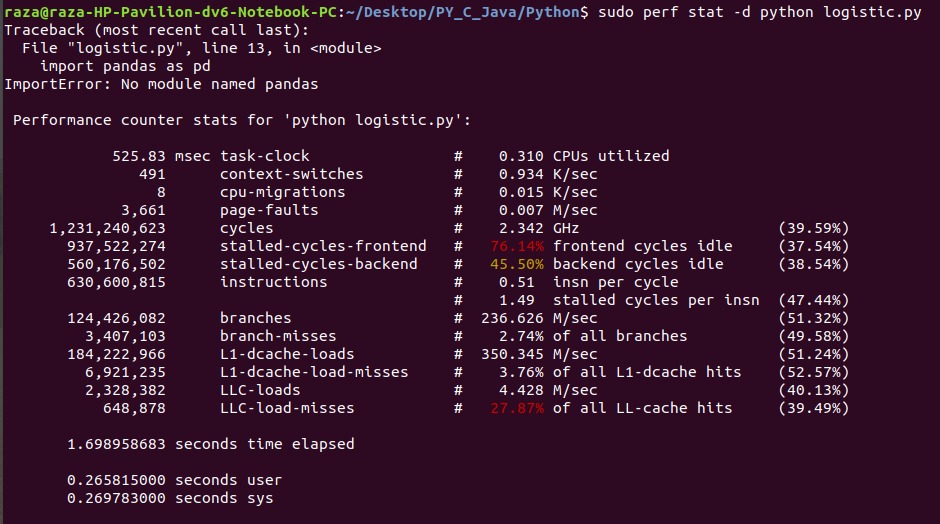 raza@raza-HP-Pavilion-dv6-Notebook-PC:~/Desktop/PY_C_Java/Python$ sudo perf stat -d python logistic.py
Traceback (most recent call last):
  File "logistic.py", line 13, in <module>
    import pandas as pd
ImportError: No module named pandas

 Performance counter stats for 'python logistic.py':

            525.83 msec task-clock                #    0.310 CPUs utilized
               491      context-switches          #    0.934 K/sec
                 8      cpu-migrations            #    0.015 K/sec
             3,661      page-faults               #    0.007 M/sec
     1,231,240,623      cycles                    #    2.342 GHz                      (39.59%)
       937,522,274      stalled-cycles-frontend   #   76.14% frontend cycles idle     (37.54%)
       560,176,502      stalled-cycles-backend    #   45.50% backend cycles idle      (38.54%)
       630,600,815      instructions              #    0.51  insn per cycle
                                                  #    1.49  stalled cycles per insn  (47.44%)
       124,426,082      branches                  #  236.626 M/sec                    (51.32%)
         3,407,103      branch-misses             #    2.74% of all branches          (49.58%)
       184,222,966      L1-dcache-loads           #  350.345 M/sec                    (51.24%)
         6,921,235      L1-dcache-load-misses     #    3.76% of all L1-dcache hits    (52.57%)
         2,328,382      LLC-loads                 #    4.428 M/sec                    (40.13%)
           648,878      LLC-load-misses           #   27.87% of all LL-cache hits     (39.49%)

       1.698958683 seconds time elapsed

       0.265815000 seconds user
       0.269783000 seconds sys